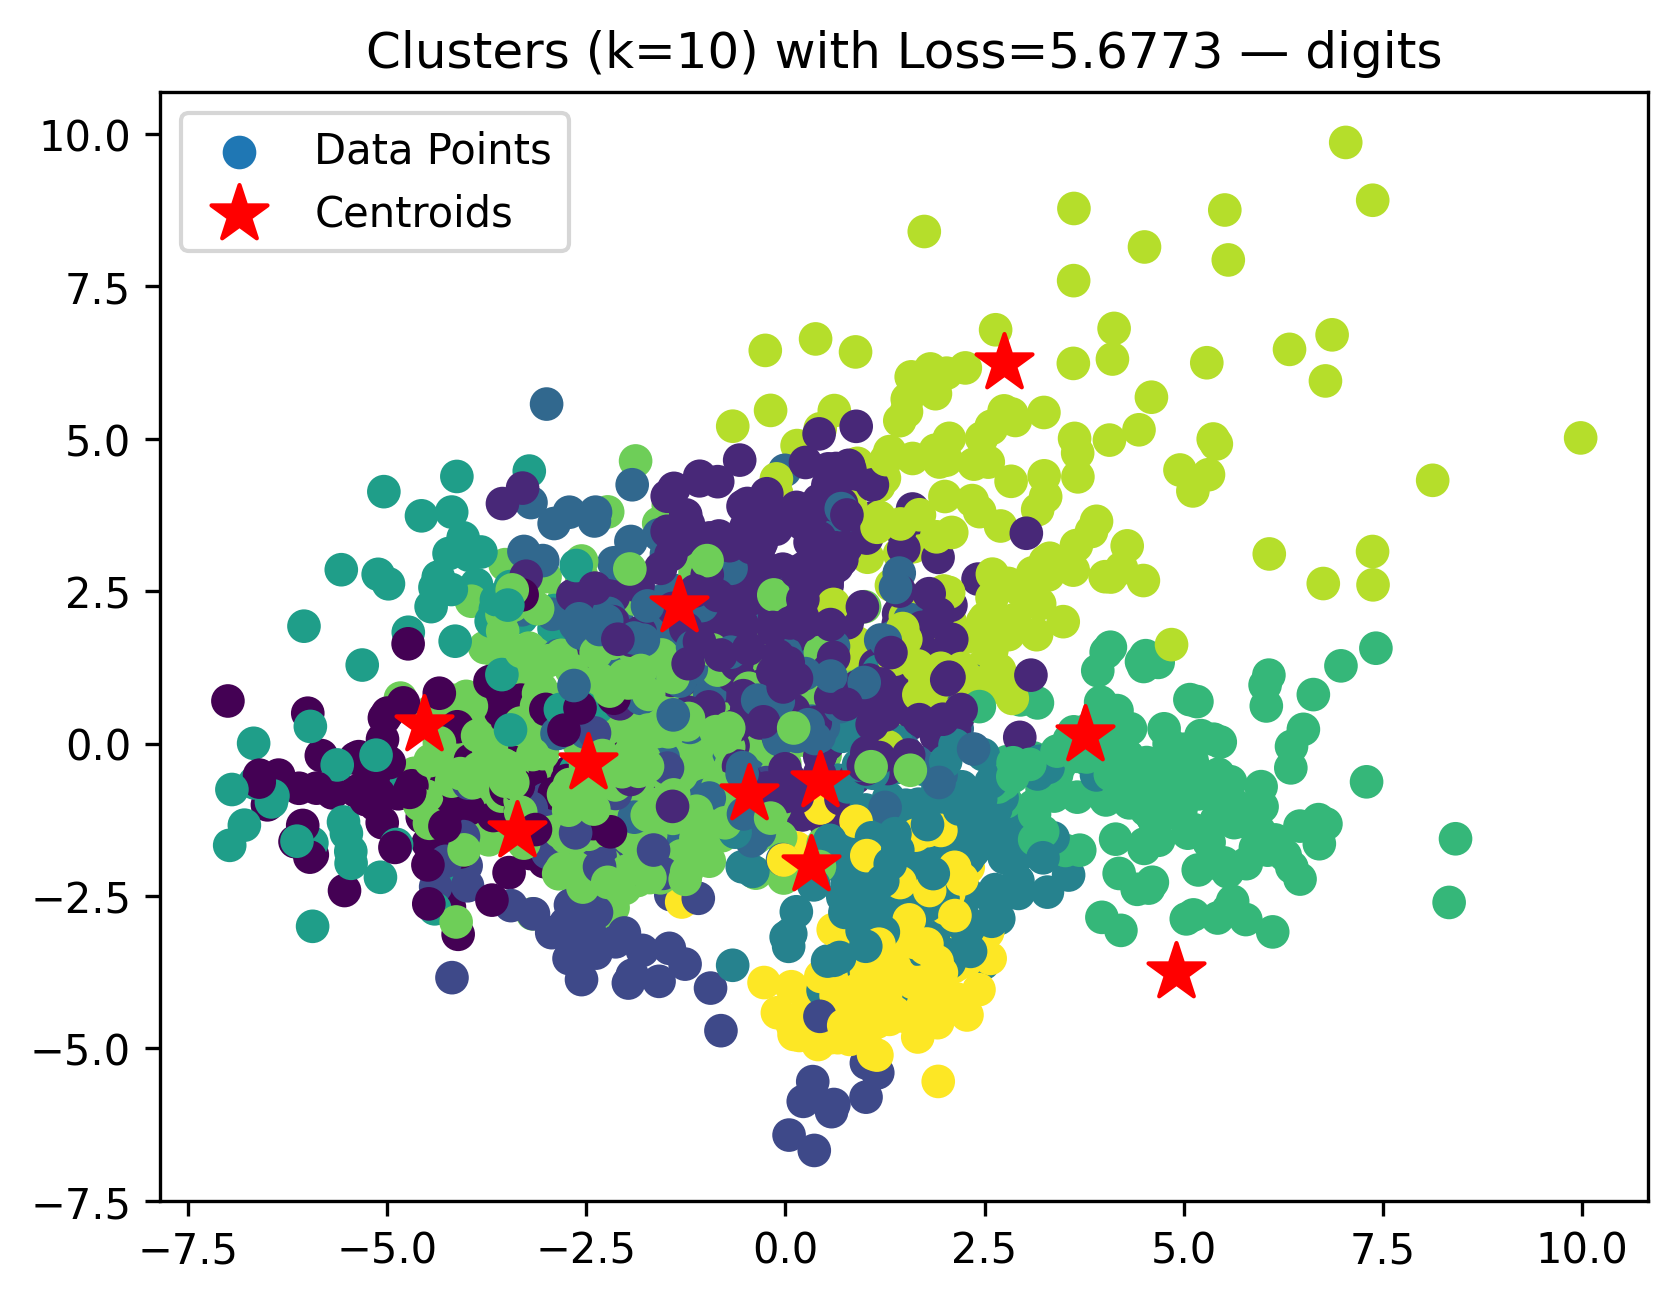 Clusters (k=10) with Loss=5.6773 — digits
Data Points
Centroids
10.0
7.5
5.0
2.5
0.0
−2.5
−5.0
−7.5
−7.5 −5.0 −2.5 0.0 2.5 5.0 7.5 10.0